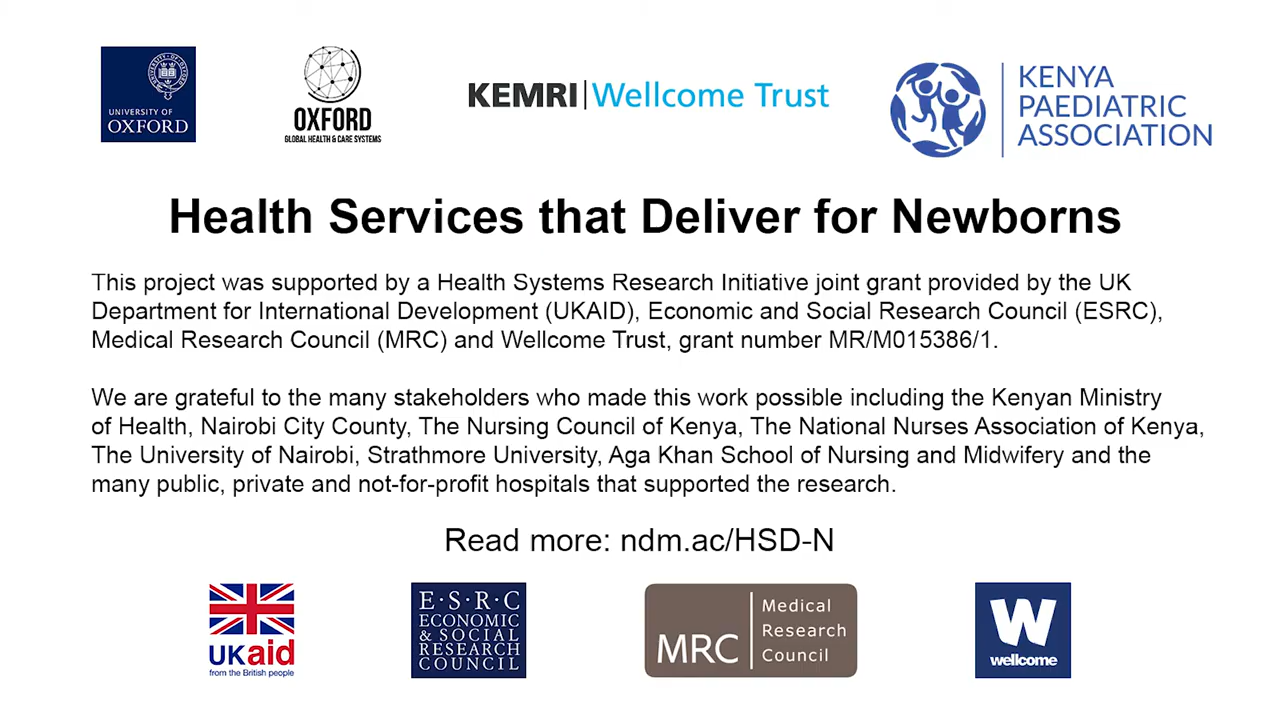 UNIVERSITY OF
OXFORD
OXFORD
GLOBAL HEALTH & CARE SYSTEMS
KEMRI | Wellcome Trust
KENYA
PAEDIATRIC
ASSOCIATION
Health Services that Deliver for Newborns
This project was supported by a Health Systems Research Initiative joint grant provided by the UK
Department for International Development (UKAID), Economic and Social Research Council (ESRC),
Medical Research Council (MRC) and Wellcome Trust, grant number MR/M015386/1.
We are grateful to the many stakeholders who made this work possible including the Kenyan Ministry
of Health, Nairobi City County, The Nursing Council of Kenya, The National Nurses Association of Kenya,
The University of Nairobi, Strathmore University, Aga Khan School of Nursing and Midwifery and the
many public, private and not-for-profit hospitals that supported the research.
Read more: ndm.ac/HSD-N
UKaid
from the British people
E·S·R·C
ECONOMIC
& SOCIAL
RESEARCH
COUNCIL
MRC
Medical
Research
Council
W
wellcome